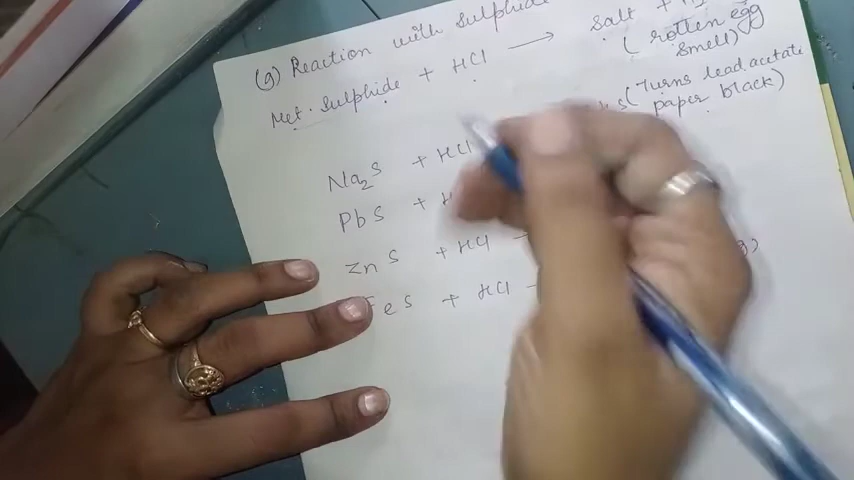 (g) Reaction with sulphide
Met. Sulphide + HCl → Salt +
(rotten egg smell)
(Turns lead acetate paper black)
Na2S + HCl
PbS +
ZnS + HCl
FeS + HCl